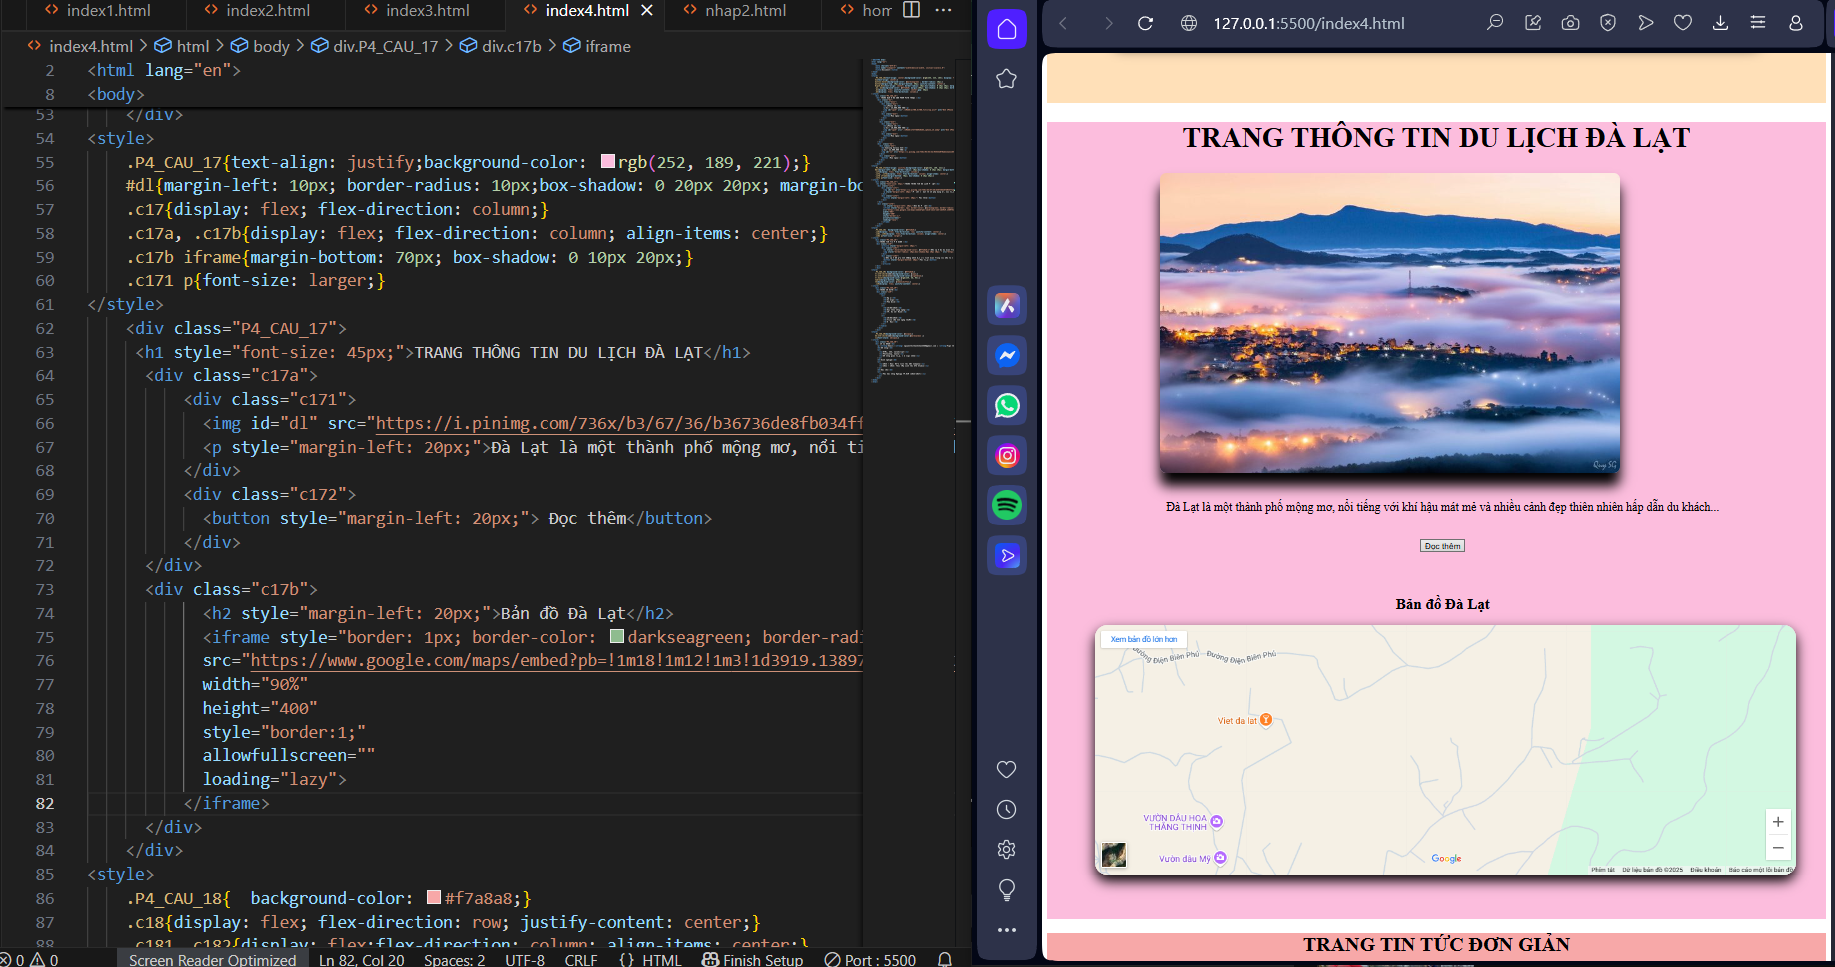 index1.html
index2.html
index3.html
index4.html
nhap2.html
hom
index4.html > html > body > div.P4_CAU_17 > div.c17b > iframe
2 <html lang="en">
8 <body>
53 </div>
54 <style>
55 .P4_CAU_17{text-align: justify;background-color: rgb(252, 189, 221);}
56 #dl{margin-left: 10px; border-radius: 10px;box-shadow: 0 20px 20px; margin-bo
57 .c17{display: flex; flex-direction: column;}
58 .c17a, .c17b{display: flex; flex-direction: column; align-items: center;}
59 .c17b iframe{margin-bottom: 70px; box-shadow: 0 10px 20px;}
60 .c171 p{font-size: larger;}
61 </style>
62 <div class="P4_CAU_17">
63 <h1 style="font-size: 45px;">TRANG THÔNG TIN DU LỊCH ĐÀ LẠT</h1>
64 <div class="c17a">
65 <div class="c171">
66 <img id="dl" src="https://i.pinimg.com/736x/b3/67/36/b36736de8fb034ff
67 <p style="margin-left: 20px;">Đà Lạt là một thành phố mộng mơ, nổi ti
68 </div>
69 <div class="c172">
70 <button style="margin-left: 20px;"> Đọc thêm</button>
71 </div>
72 </div>
73 <div class="c17b">
74 <h2 style="margin-left: 20px;">Bản đồ Đà Lạt</h2>
75 <iframe style="border: 1px; border-color: darkseagreen; border-radi
76 src="https://www.google.com/maps/embed?pb=!1m18!1m12!1m3!1d3919.13897
77 width="90%"
78 height="400"
79 style="border:1;"
80 allowfullscreen=""
81 loading="lazy">
82 </iframe>
83 </div>
84 </div>
85 <style>
86 .P4_CAU_18{ background-color: #f7a8a8;}
87 .c18{display: flex; flex-direction: row; justify-content: center;}
88 .c181, .c182{display: flex;flex-direction: column; align-items: center;}
0 0 Screen Reader Optimized Ln 82, Col 20 Spaces: 2 UTF-8 CRLF {} HTML Finish Setup Port : 5500
127.0.0.1:5500/index4.html
TRANG THÔNG TIN DU LỊCH ĐÀ LẠT
Quy SG
Đà Lạt là một thành phố mộng mơ, nổi tiếng với khí hậu mát mẻ và nhiều cảnh đẹp thiên nhiên hấp dẫn du khách...
Đọc thêm
Bản đồ Đà Lạt
Xem bản đồ lớn hơn
Đường Điện Biên Phủ
Đường Điện Biên Phủ
Viet da lat
VƯỜN DÂU HOA
THẮNG THỊNH
Vườn dâu Mỹ
Google
+
−
Phím tắt Dữ liệu bản đồ ©2025 Điều khoản Báo cáo một lỗi bản đồ
TRANG TIN TỨC ĐƠN GIẢN